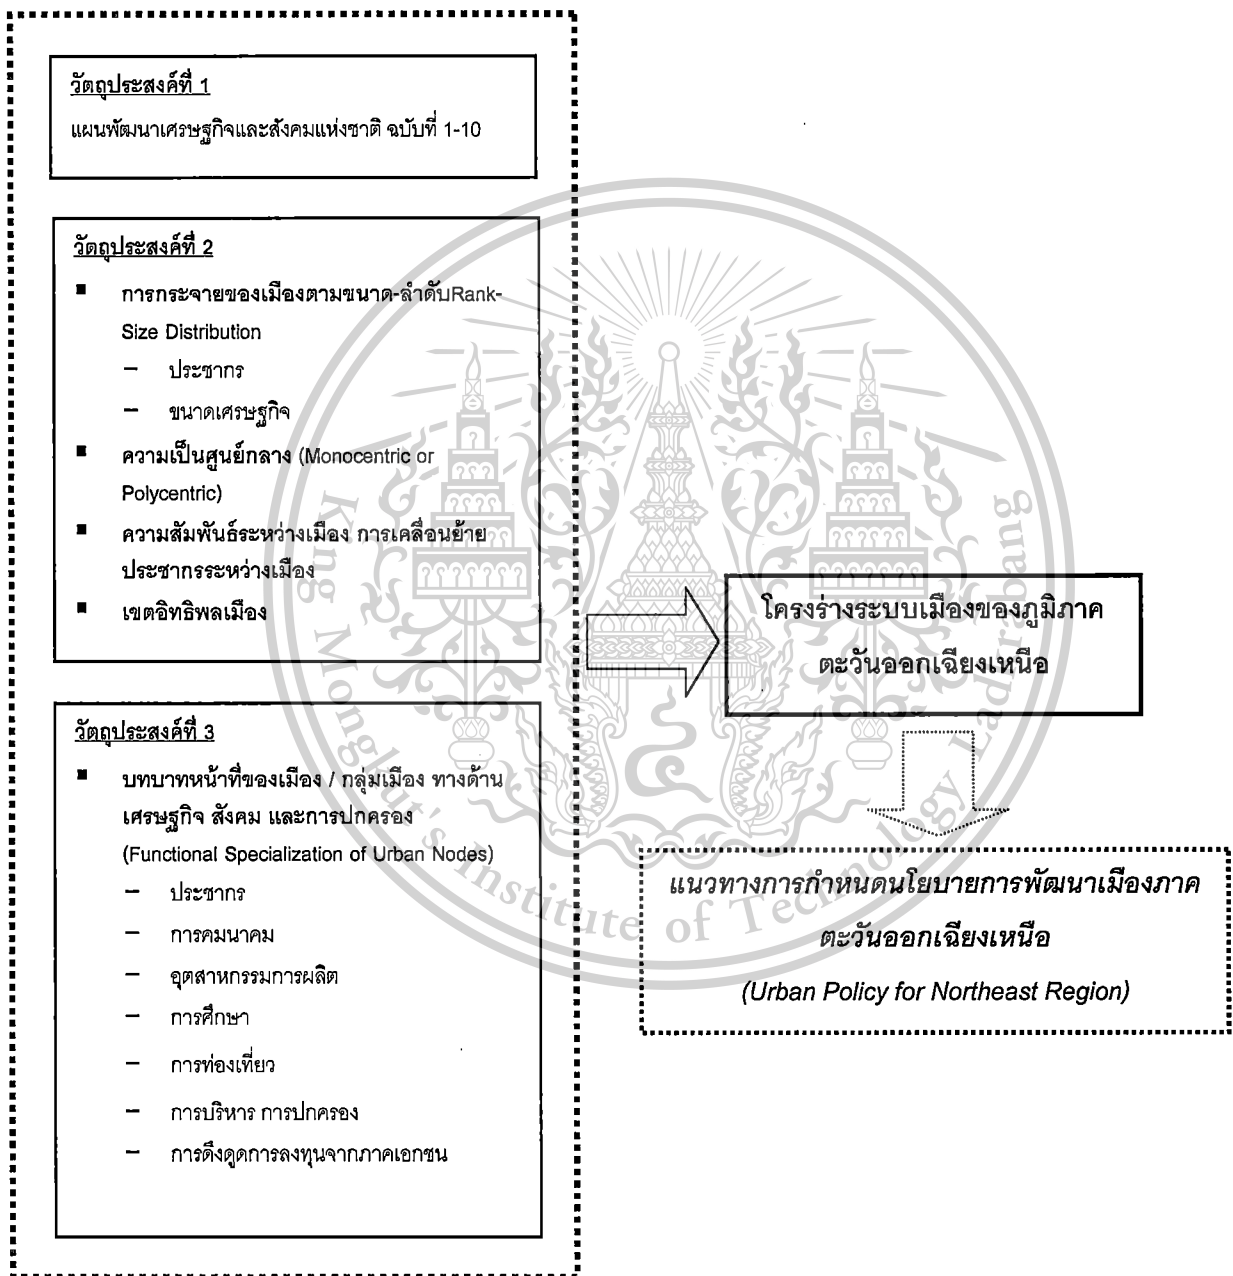 วัตถุประสงค์ที่ 1
แผนพัฒนาเศรษฐกิจและสังคมแห่งชาติ ฉบับที่ 1-10
วัตถุประสงค์ที่ 2
▪ การกระจายของเมืองตามขนาด-ลำดับRank-
Size Distribution
– ประชากร
– ขนาดเศรษฐกิจ
▪ ความเป็นศูนย์กลาง (Monocentric or
Polycentric)
▪ ความสัมพันธ์ระหว่างเมือง การเคลื่อนย้าย
ประชากรระหว่างเมือง
▪ เขตอิทธิพลเมือง
วัตถุประสงค์ที่ 3
▪ บทบาทหน้าที่ของเมือง / กลุ่มเมือง ทางด้าน
เศรษฐกิจ สังคม และการปกครอง
(Functional Specialization of Urban Nodes)
– ประชากร
– การคมนาคม
– อุตสาหกรรมการผลิต
– การศึกษา
– การท่องเที่ยว
– การบริหาร การปกครอง
– การดึงดูดการลงทุนจากภาคเอกชน
โครงร่างระบบเมืองของภูมิภาค
ตะวันออกเฉียงเหนือ
แนวทางการกำหนดนโยบายการพัฒนาเมืองภาค
ตะวันออกเฉียงเหนือ
(Urban Policy for Northeast Region)
King Mongkut's Institute of Technology Ladkrabang